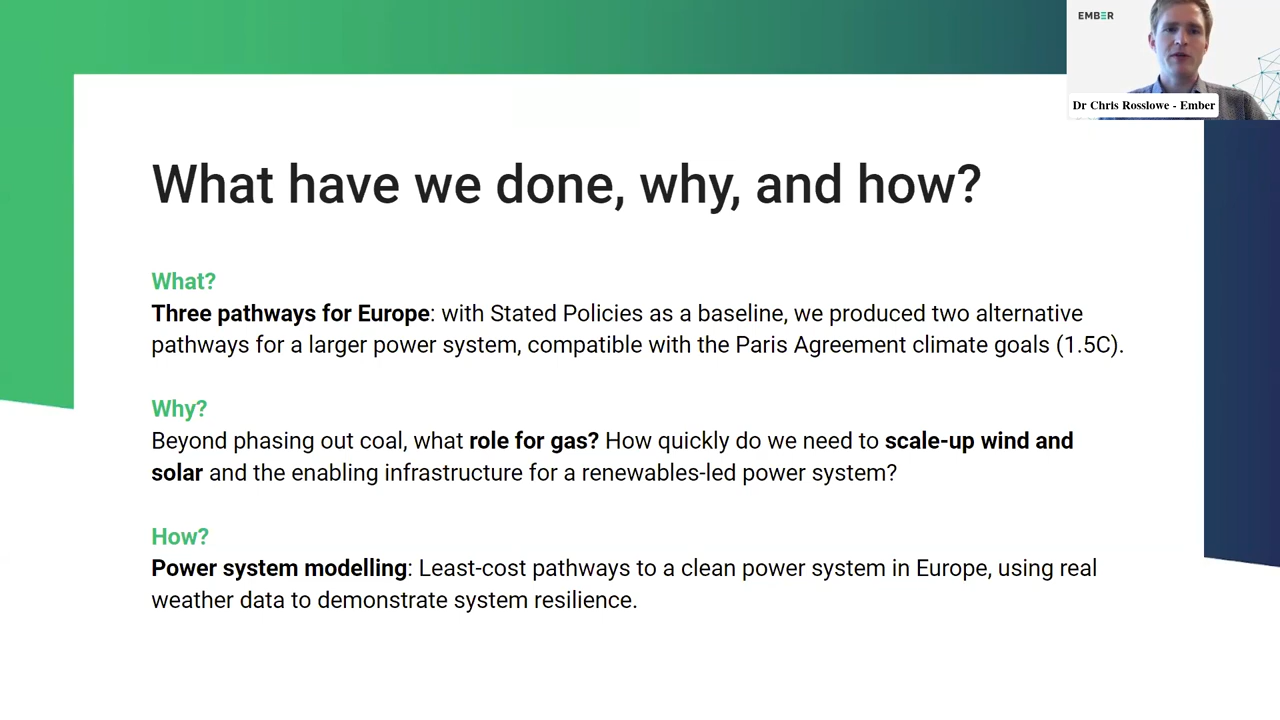 EMBER
Dr Chris Rosslowe - Ember
What have we done, why, and how?
What?
Three pathways for Europe: with Stated Policies as a baseline, we produced two alternative
pathways for a larger power system, compatible with the Paris Agreement climate goals (1.5C).
Why?
Beyond phasing out coal, what role for gas? How quickly do we need to scale-up wind and
solar and the enabling infrastructure for a renewables-led power system?
How?
Power system modelling: Least-cost pathways to a clean power system in Europe, using real
weather data to demonstrate system resilience.